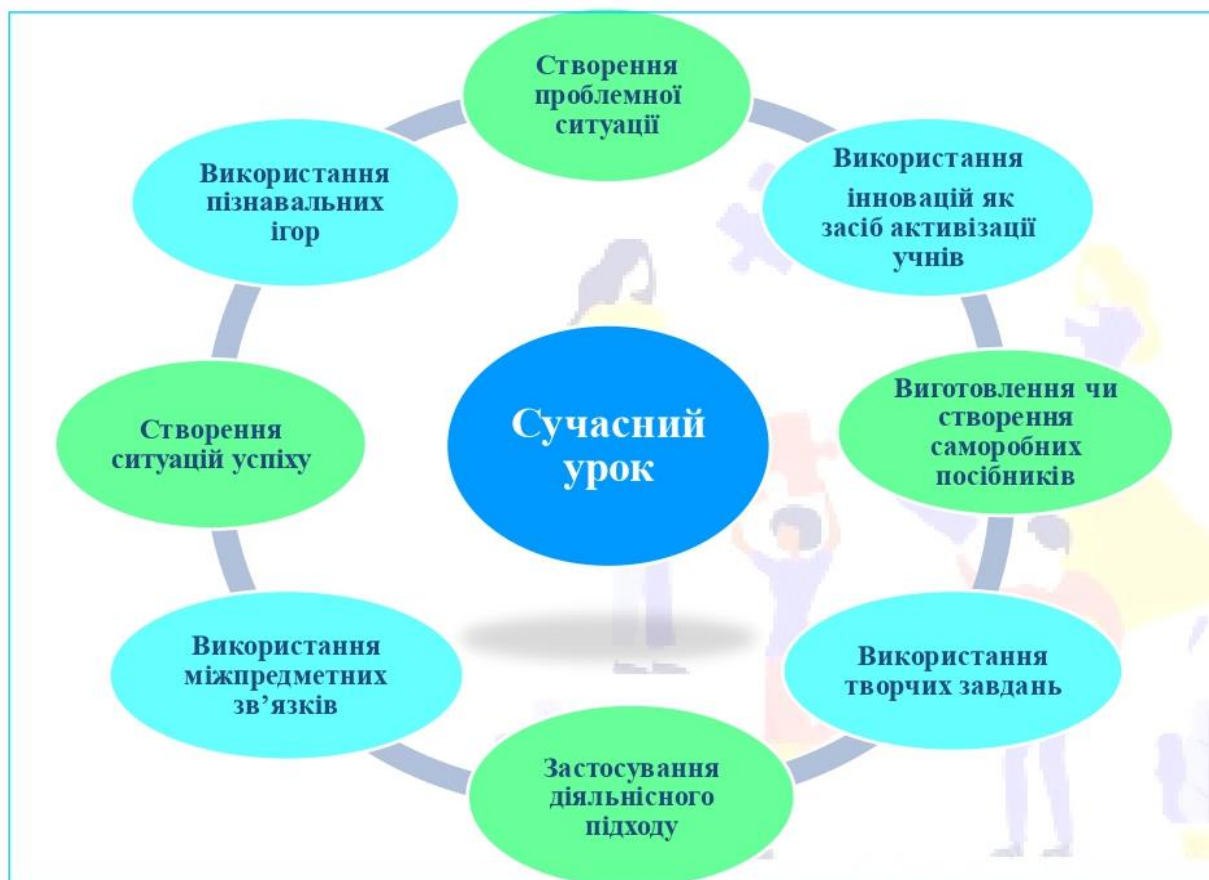 Створення
проблемної
ситуації
Використання
інновацій як
засіб активізації
учнів
Виготовлення чи
створення
саморобних
посібників
Використання
творчих завдань
Застосування
діяльнісного
підходу
Використання
міжпредметних
зв’язків
Створення
ситуацій успіху
Використання
пізнавальних
ігор
Сучасний
урок